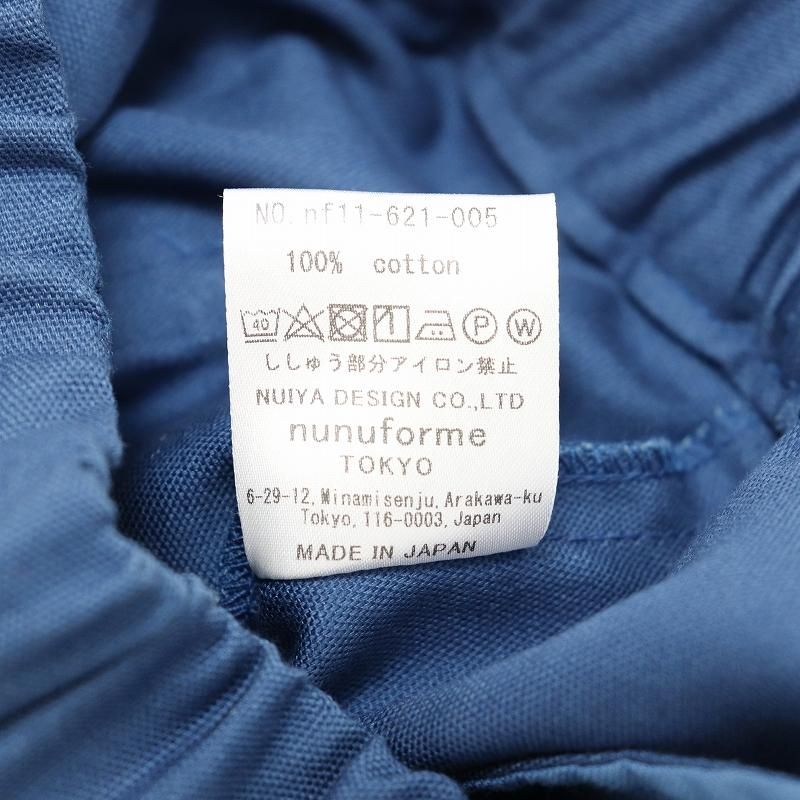 NO. nf11-621-005
100% cotton
40 P W
ししゅう部分アイロン禁止
NUIYA DESIGN CO.,LTD
nunuforme
TOKYO
6-29-12, Minamisenju, Arakawa-ku
Tokyo, 116-0003, Japan
MADE IN JAPAN